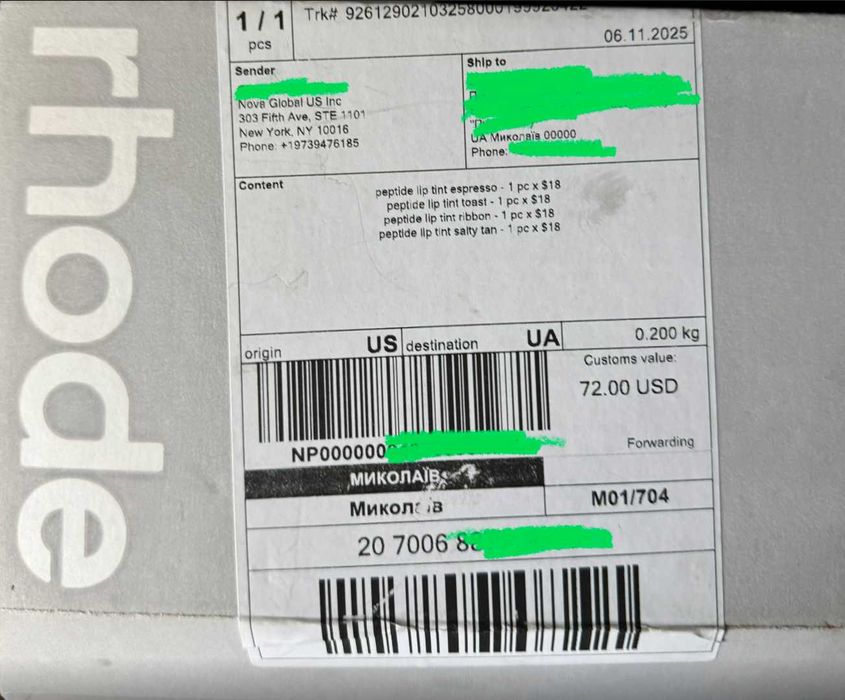 rhode
1 / 1
pcs
Trk#
06.11.2025
Sender
Nova Global US Inc
303 Fifth Ave, STE 1101
New York, NY 10016
Phone: +19739476185
Ship to
UA Миколаїв 00000
Phone:
Content
peptide lip tint espresso - 1 pc x $18
peptide lip tint toast - 1 pc x $18
peptide lip tint ribbon - 1 pc x $18
peptide lip tint salty tan - 1 pc x $18
origin US
destination UA
0.200 kg
Customs value:
72.00 USD
NP000000
Forwarding
МИКОЛАЇВ
Миколаїв
M01/704
20 7006